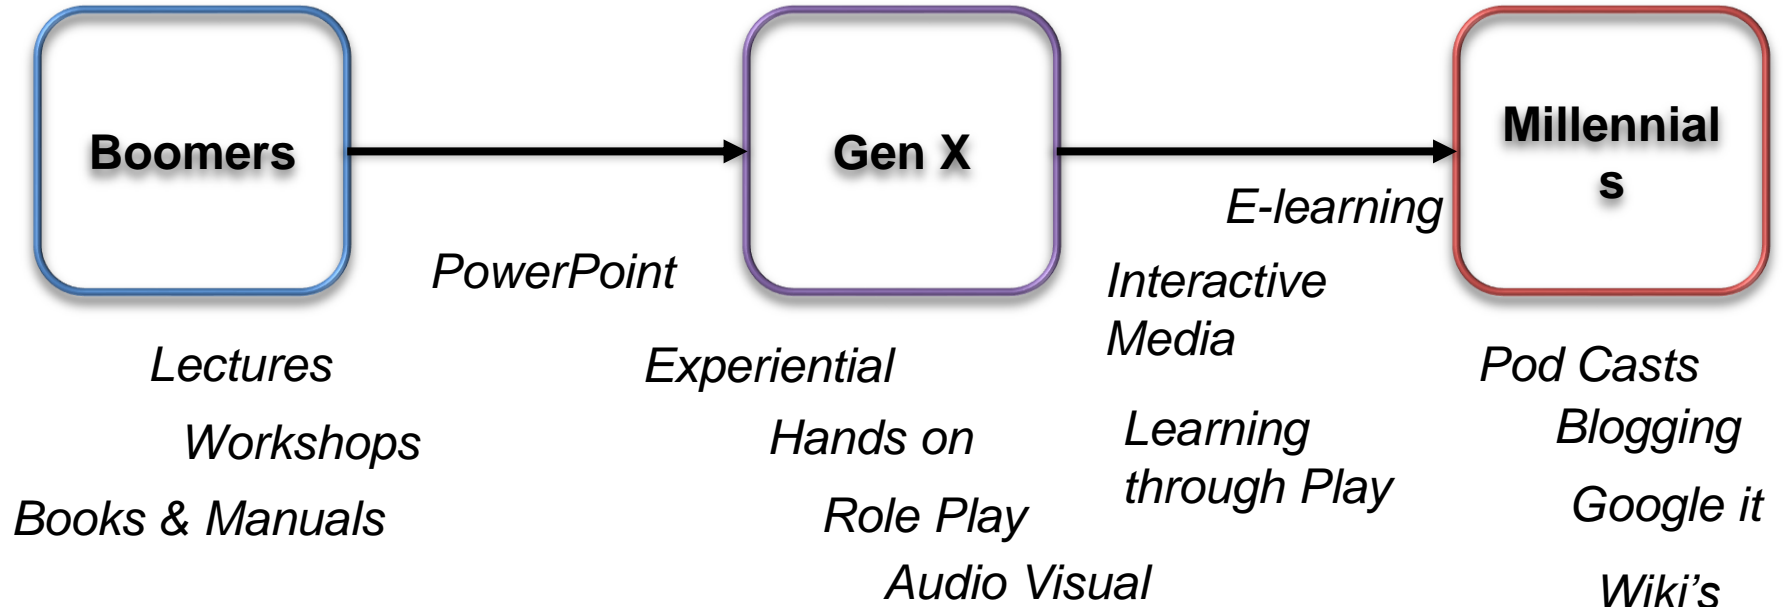 Boomers
Gen X
Millennial
s
E-learning
PowerPoint
Interactive
Media
Lectures
Experiential
Pod Casts
Workshops
Hands on
Learning
through Play
Blogging
Books & Manuals
Role Play
Google it
Audio Visual
Wiki's